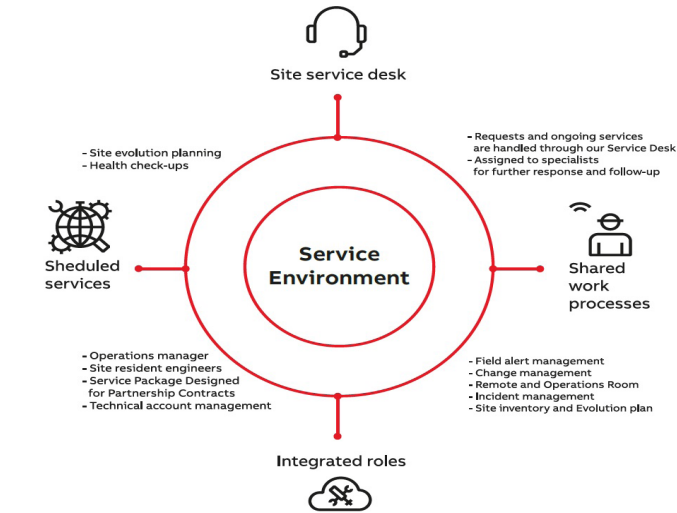 Site service desk
- Site evolution planning
- Health check-ups
- Requests and ongoing services
are handled through our Service Desk
- Assigned to specialists
for further response and follow-up
Service
Environment
Sheduled
services
Shared
work
processes
- Operations manager
- Site resident engineers
- Service Package Designed
for Partnership Contracts
- Technical account management
- Field alert management
- Change management
- Remote and Operations Room
- Incident management
- Site inventory and Evolution plan
Integrated roles